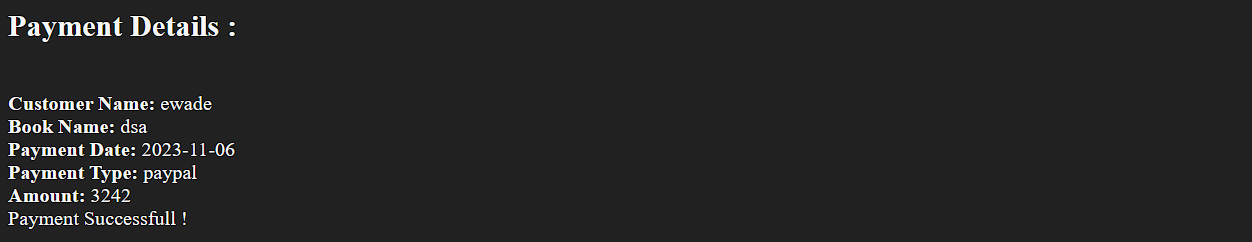 Payment Details :
Customer Name: ewade
Book Name: dsa
Payment Date: 2023-11-06
Payment Type: paypal
Amount: 3242
Payment Successfull !